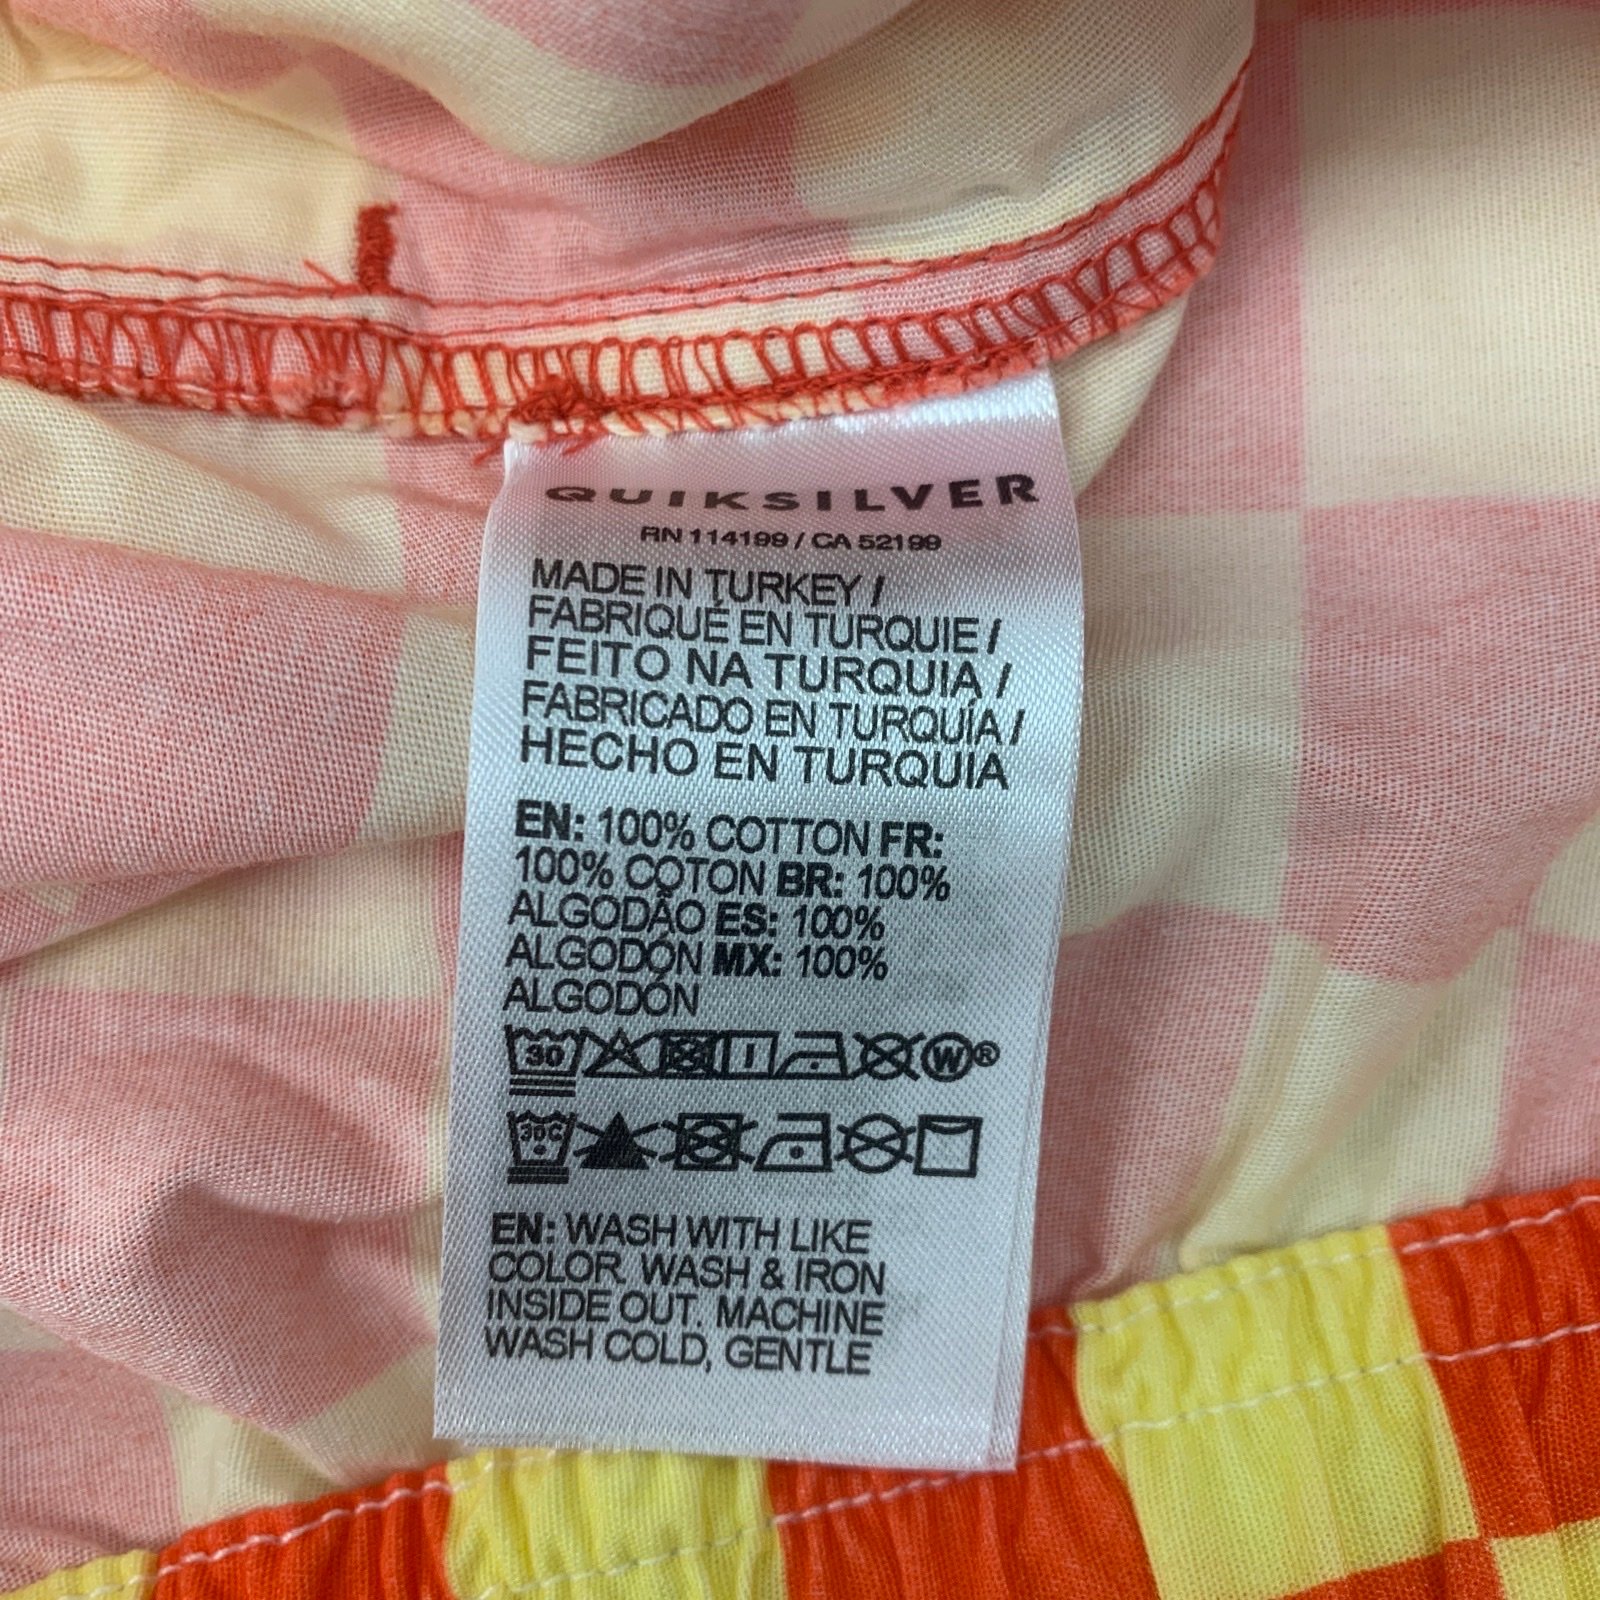 QUIKSILVER
RN 114199 / CA 52199
MADE IN TURKEY /
FABRIQUÉ EN TURQUIE /
FEITO NA TURQUIA /
FABRICADO EN TURQUÍA /
HECHO EN TURQUIA
EN: 100% COTTON FR:
100% COTON BR: 100%
ALGODÃO ES: 100%
ALGODÓN MX: 100%
ALGODÓN
30 W®
30C
EN: WASH WITH LIKE
COLOR. WASH & IRON
INSIDE OUT. MACHINE
WASH COLD, GENTLE